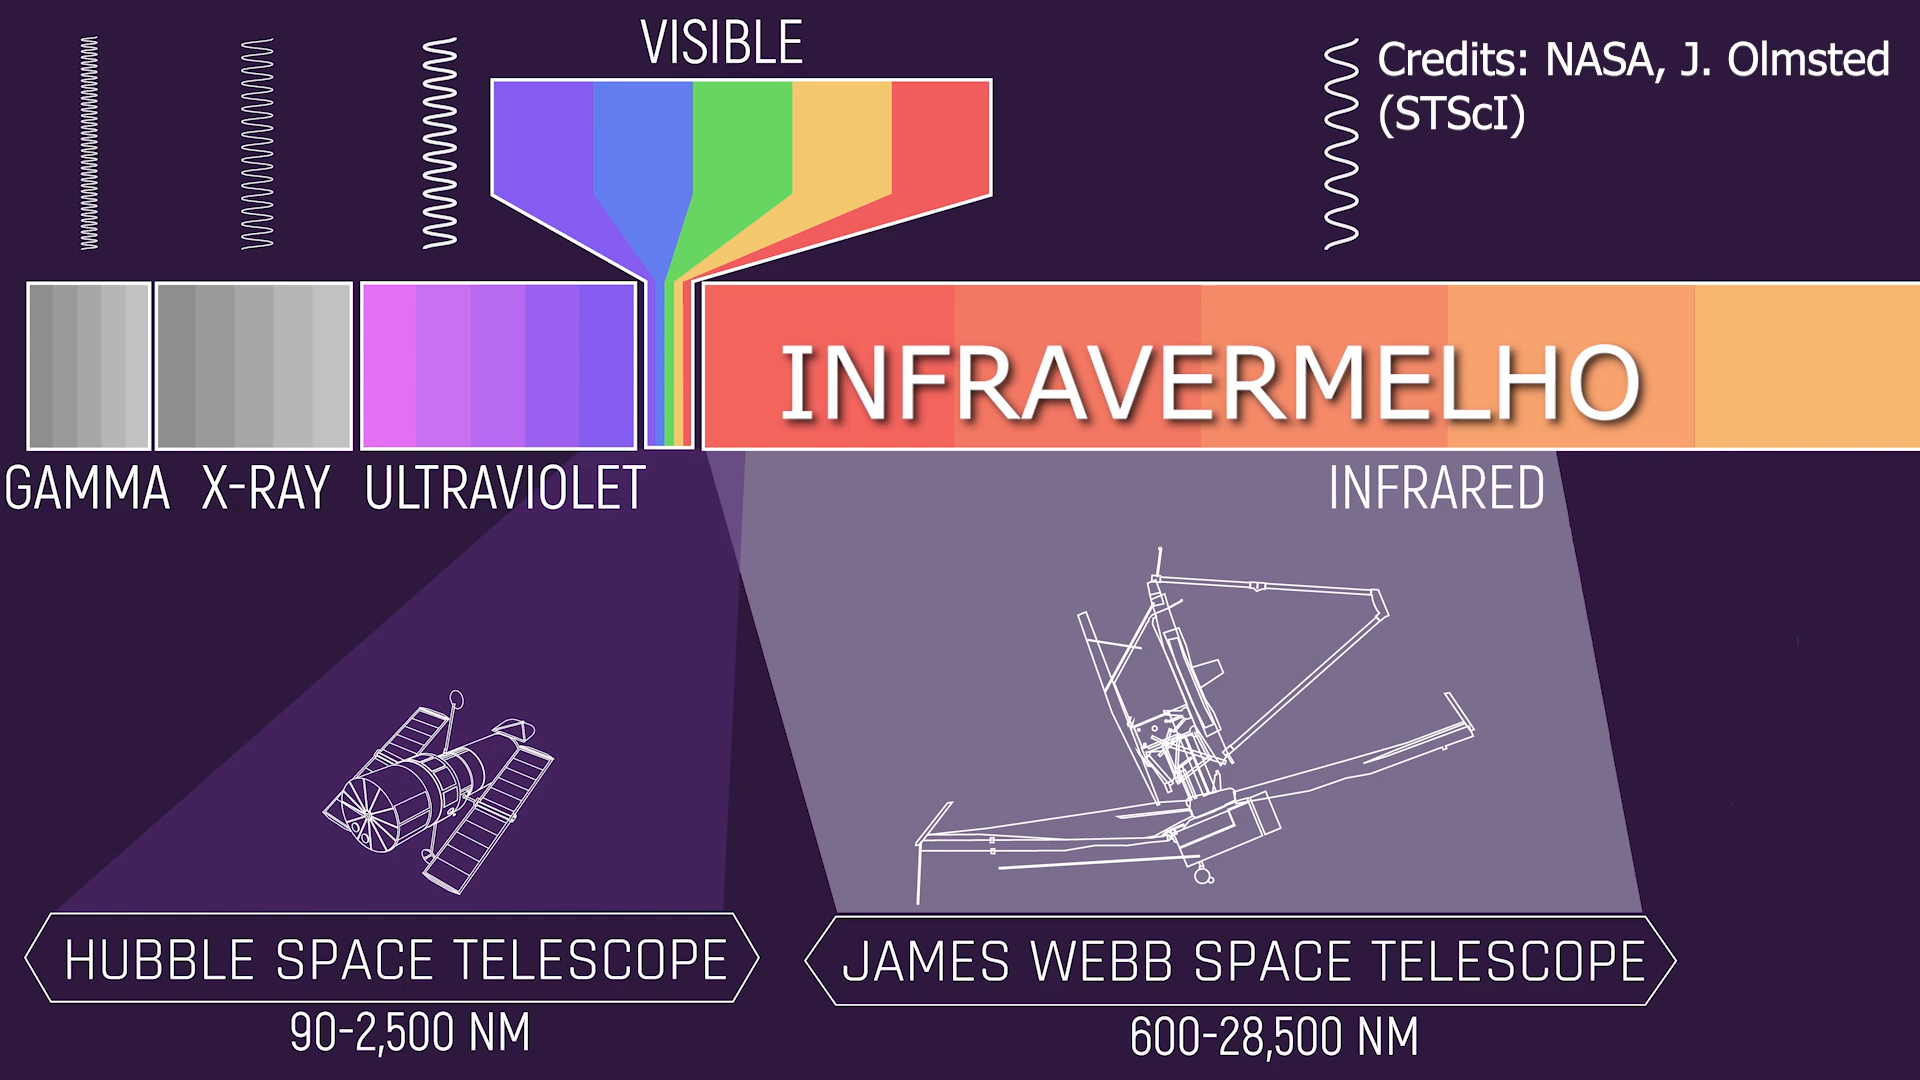 VISIBLE
Credits: NASA, J. Olmsted
(STScI)
INFRAVERMELHO
GAMMA
X-RAY
ULTRAVIOLET
INFRARED
HUBBLE SPACE TELESCOPE
90-2,500 NM
JAMES WEBB SPACE TELESCOPE
600-28,500 NM